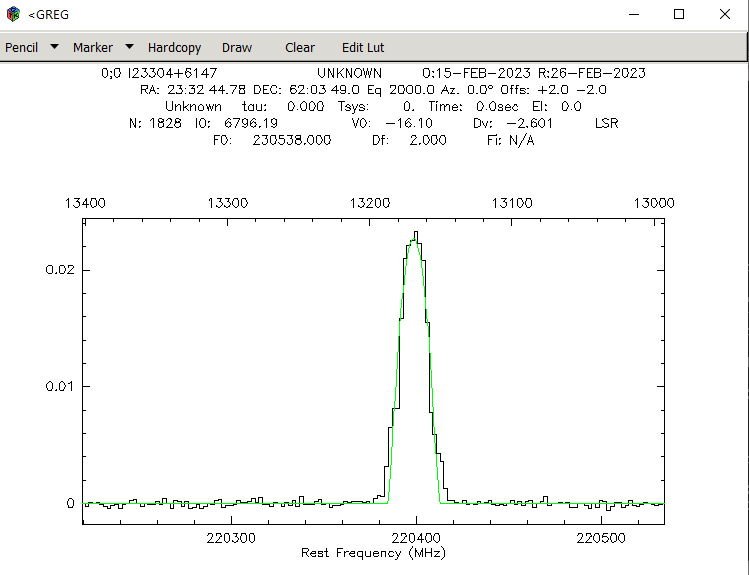 <GREG
Pencil Marker Hardcopy Draw Clear Edit Lut
0;0 I23304+6147 UNKNOWN O:15-FEB-2023 R:26-FEB-2023
RA: 23:32 44.78 DEC: 62:03 49.0 Eq 2000.0 Az. 0.0° Offs: +2.0 -2.0
Unknown tau: 0.000 Tsys: 0. Time: 0.0sec El: 0.0
N: 1828 I0: 6796.19 V0: -16.10 Dv: -2.601 LSR
F0: 230538.000 Df: 2.000 Fi: N/A
13400 13300 13200 13100 13000
0.02
0.01
0
220300 220400 220500
Rest Frequency (MHz)